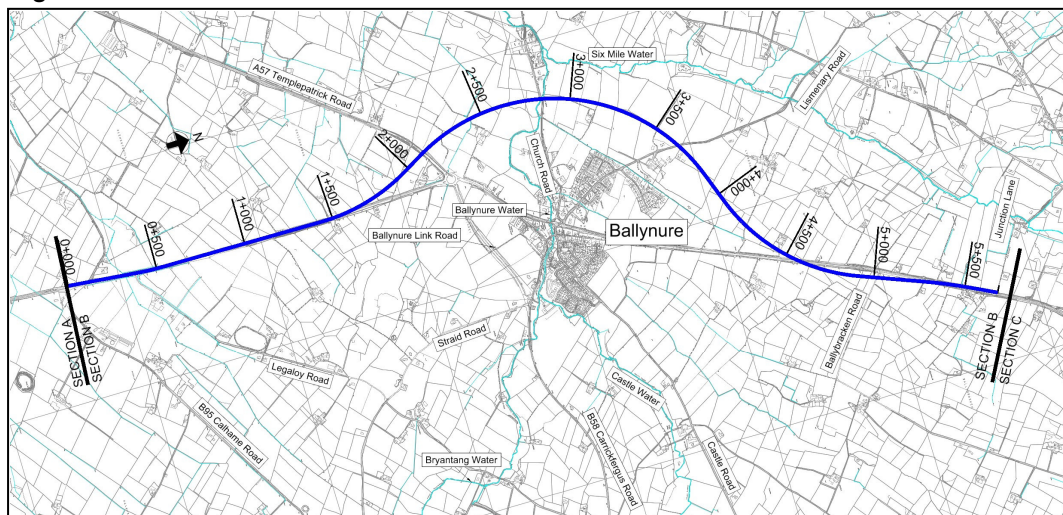 Six Mile Water
A57 Templepatrick Road
Lismenary Road
N
0+000
0+500
1+000
1+500
2+000
2+500
3+000
3+500
4+000
4+500
5+000
5+500
Church Road
Junction Lane
Ballynure Water
Ballynure
Ballynure Link Road
SECTION A
SECTION B
Straid Road
Legaloy Road
Ballybracken Road
SECTION B
SECTION C
Castle Water
B95 Calhame Road
B58 Carrickfergus Road
Castle Road
Bryantang Water